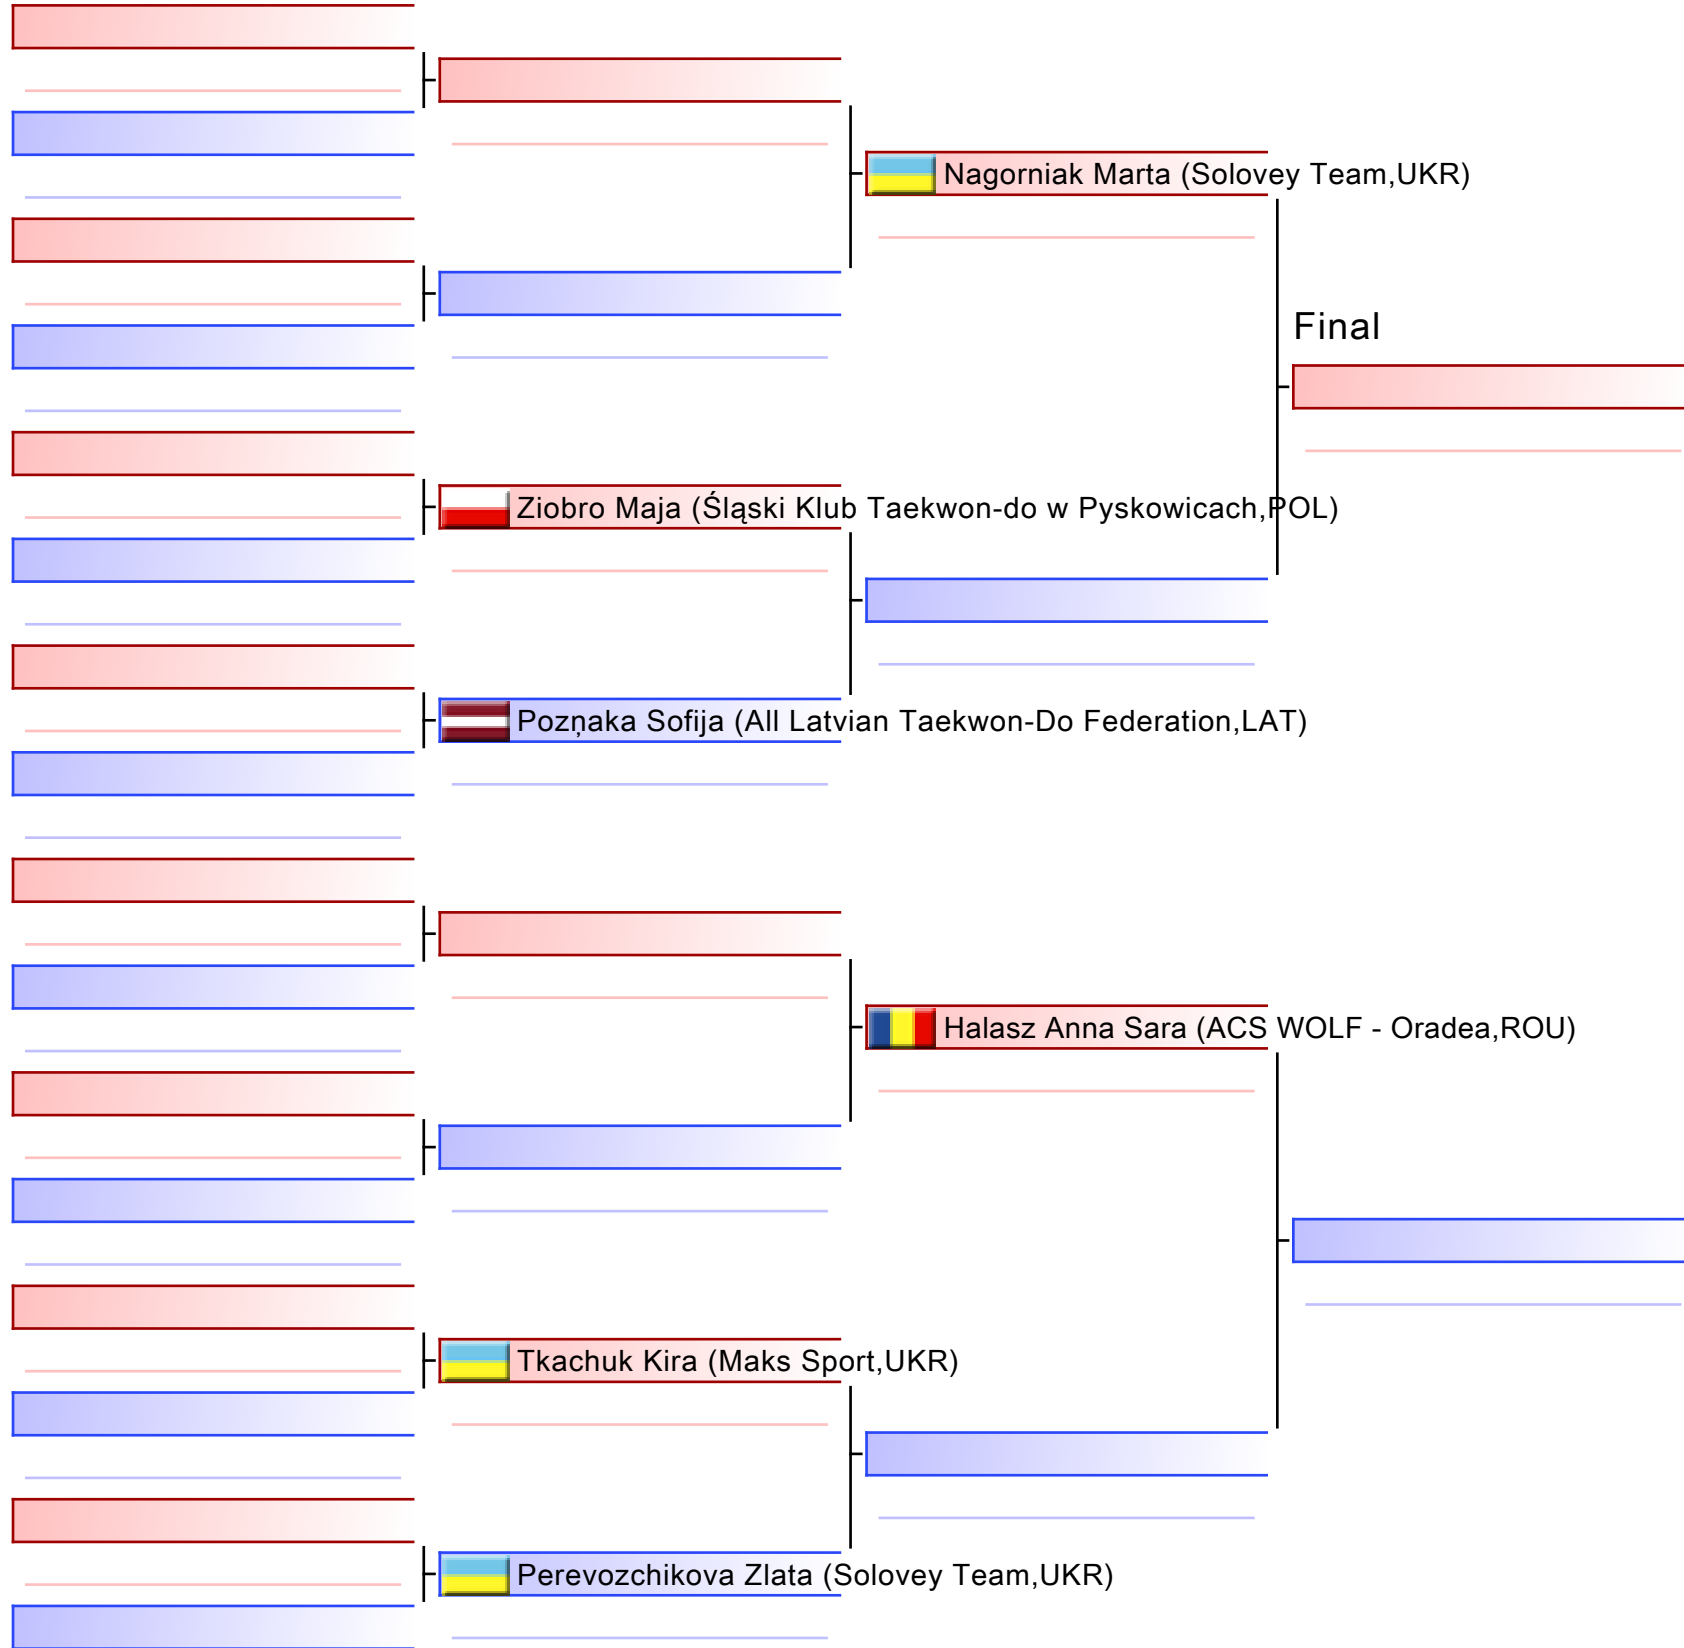 Nagorniak Marta (Solovey Team,UKR)
Final
Ziobro Maja (Śląski Klub Taekwon-do w Pyskowicach,POL)
Pozņaka Sofija (All Latvian Taekwon-Do Federation,LAT)
Halasz Anna Sara (ACS WOLF - Oradea,ROU)
Tkachuk Kira (Maks Sport,UKR)
Perevozchikova Zlata (Solovey Team,UKR)